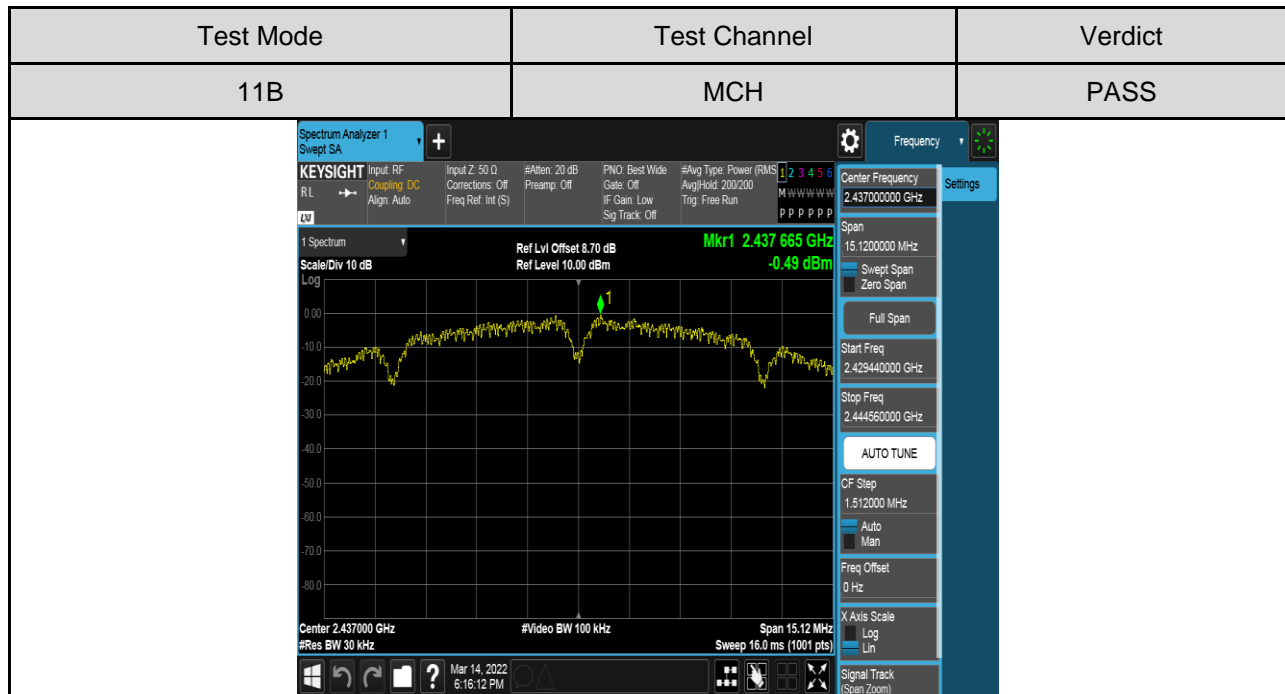 Test Mode
Test Channel
Verdict
11B
MCH
PASS
Spectrum Analyzer 1
Swept SA
+
Frequency
KEYSIGHT
Input: RF
Coupling: DC
Align: Auto
Input Z: 50 Ω
Corrections: Off
Freq Ref: Int (S)
#Atten: 20 dB
Preamp: Off
PNO: Best Wide
Gate: Off
IF Gain: Low
Sig Track: Off
#Avg Type: Power (RMS
Avg|Hold: 200/200
Trig: Free Run
1 2 3 4 5 6
M W W W W W
P P P P P P
R L
LXI
1 Spectrum
Scale/Div 10 dB
Log
Ref Lvl Offset 8.70 dB
Ref Level 10.00 dBm
Mkr1 2.437 665 GHz
-0.49 dBm
1
0.00
-10.0
-20.0
-30.0
-40.0
-50.0
-60.0
-70.0
-80.0
Center 2.437000 GHz
#Res BW 30 kHz
#Video BW 100 kHz
Span 15.12 MHz
Sweep 16.0 ms (1001 pts)
?
Mar 14, 2022
6:16:12 PM
Center Frequency
2.437000000 GHz
Settings
Span
15.1200000 MHz
Swept Span
Zero Span
Full Span
Start Freq
2.429440000 GHz
Stop Freq
2.444560000 GHz
AUTO TUNE
CF Step
1.512000 MHz
Auto
Man
Freq Offset
0 Hz
X Axis Scale
Log
Lin
Signal Track
(Span Zoom)